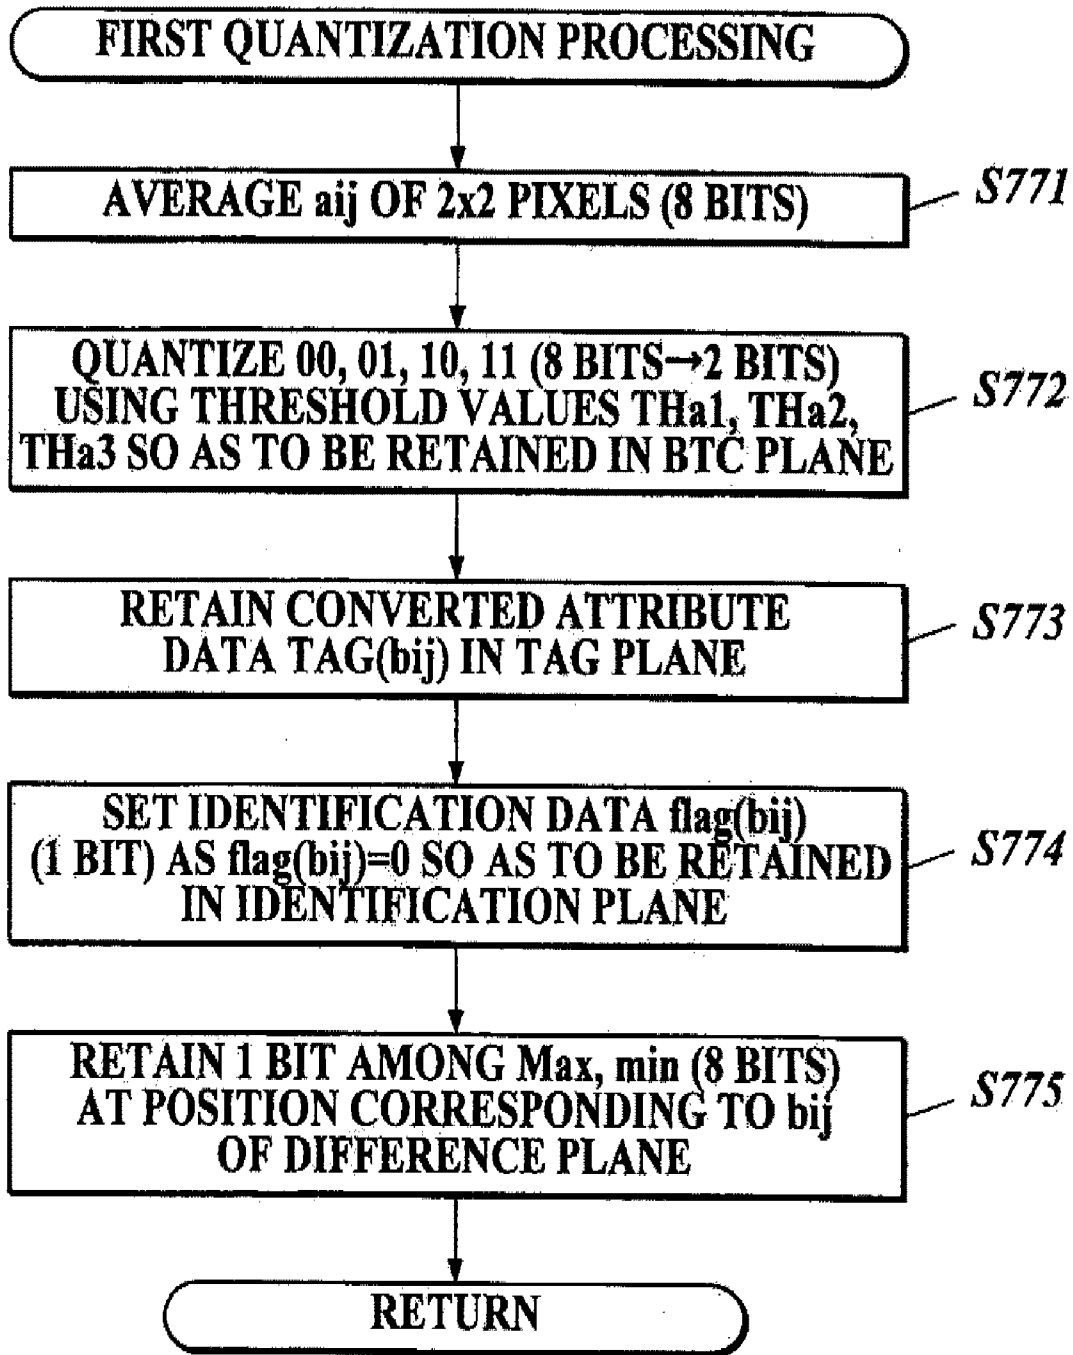 FIRST QUANTIZATION PROCESSING
AVERAGE aij OF 2x2 PIXELS (8 BITS)
S771
QUANTIZE 00, 01, 10, 11 (8 BITS→2 BITS)
USING THRESHOLD VALUES THa1, THa2,
THa3 SO AS TO BE RETAINED IN BTC PLANE
S772
RETAIN CONVERTED ATTRIBUTE
DATA TAG(bij) IN TAG PLANE
S773
SET IDENTIFICATION DATA flag(bij)
(1 BIT) AS flag(bij)=0 SO AS TO BE RETAINED
IN IDENTIFICATION PLANE
S774
RETAIN 1 BIT AMONG Max, min (8 BITS)
AT POSITION CORRESPONDING TO bij
OF DIFFERENCE PLANE
S775
RETURN